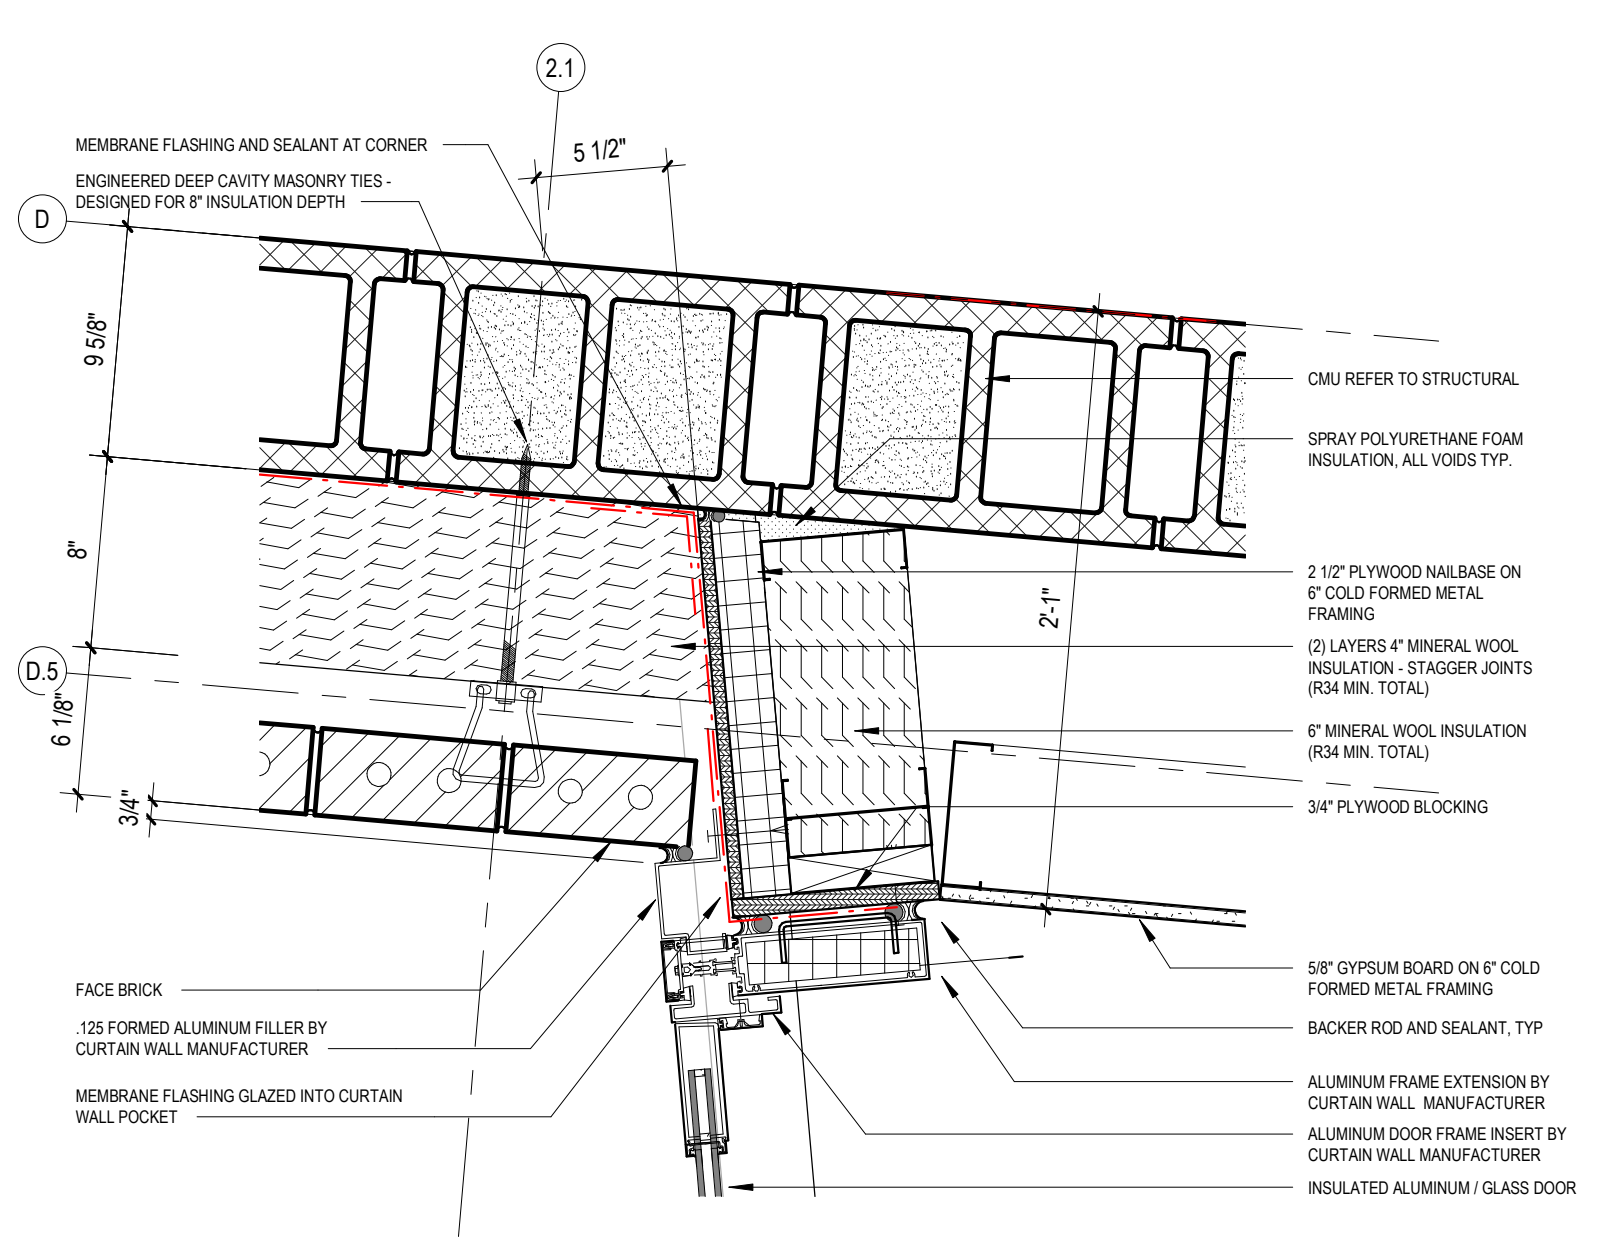 2.1
5 1/2"
MEMBRANE FLASHING AND SEALANT AT CORNER
ENGINEERED DEEP CAVITY MASONRY TIES -
DESIGNED FOR 8" INSULATION DEPTH
D
9 5/8"
8"
D.5
6 1/8"
3/4"
2'-1"
FACE BRICK
.125 FORMED ALUMINUM FILLER BY
CURTAIN WALL MANUFACTURER
MEMBRANE FLASHING GLAZED INTO CURTAIN
WALL POCKET
CMU REFER TO STRUCTURAL
SPRAY POLYURETHANE FOAM
INSULATION, ALL VOIDS TYP.
2 1/2" PLYWOOD NAILBASE ON
6" COLD FORMED METAL
FRAMING
(2) LAYERS 4" MINERAL WOOL
INSULATION - STAGGER JOINTS
(R34 MIN. TOTAL)
6" MINERAL WOOL INSULATION
(R34 MIN. TOTAL)
3/4" PLYWOOD BLOCKING
5/8" GYPSUM BOARD ON 6" COLD
FORMED METAL FRAMING
BACKER ROD AND SEALANT, TYP
ALUMINUM FRAME EXTENSION BY
CURTAIN WALL MANUFACTURER
ALUMINUM DOOR FRAME INSERT BY
CURTAIN WALL MANUFACTURER
INSULATED ALUMINUM / GLASS DOOR